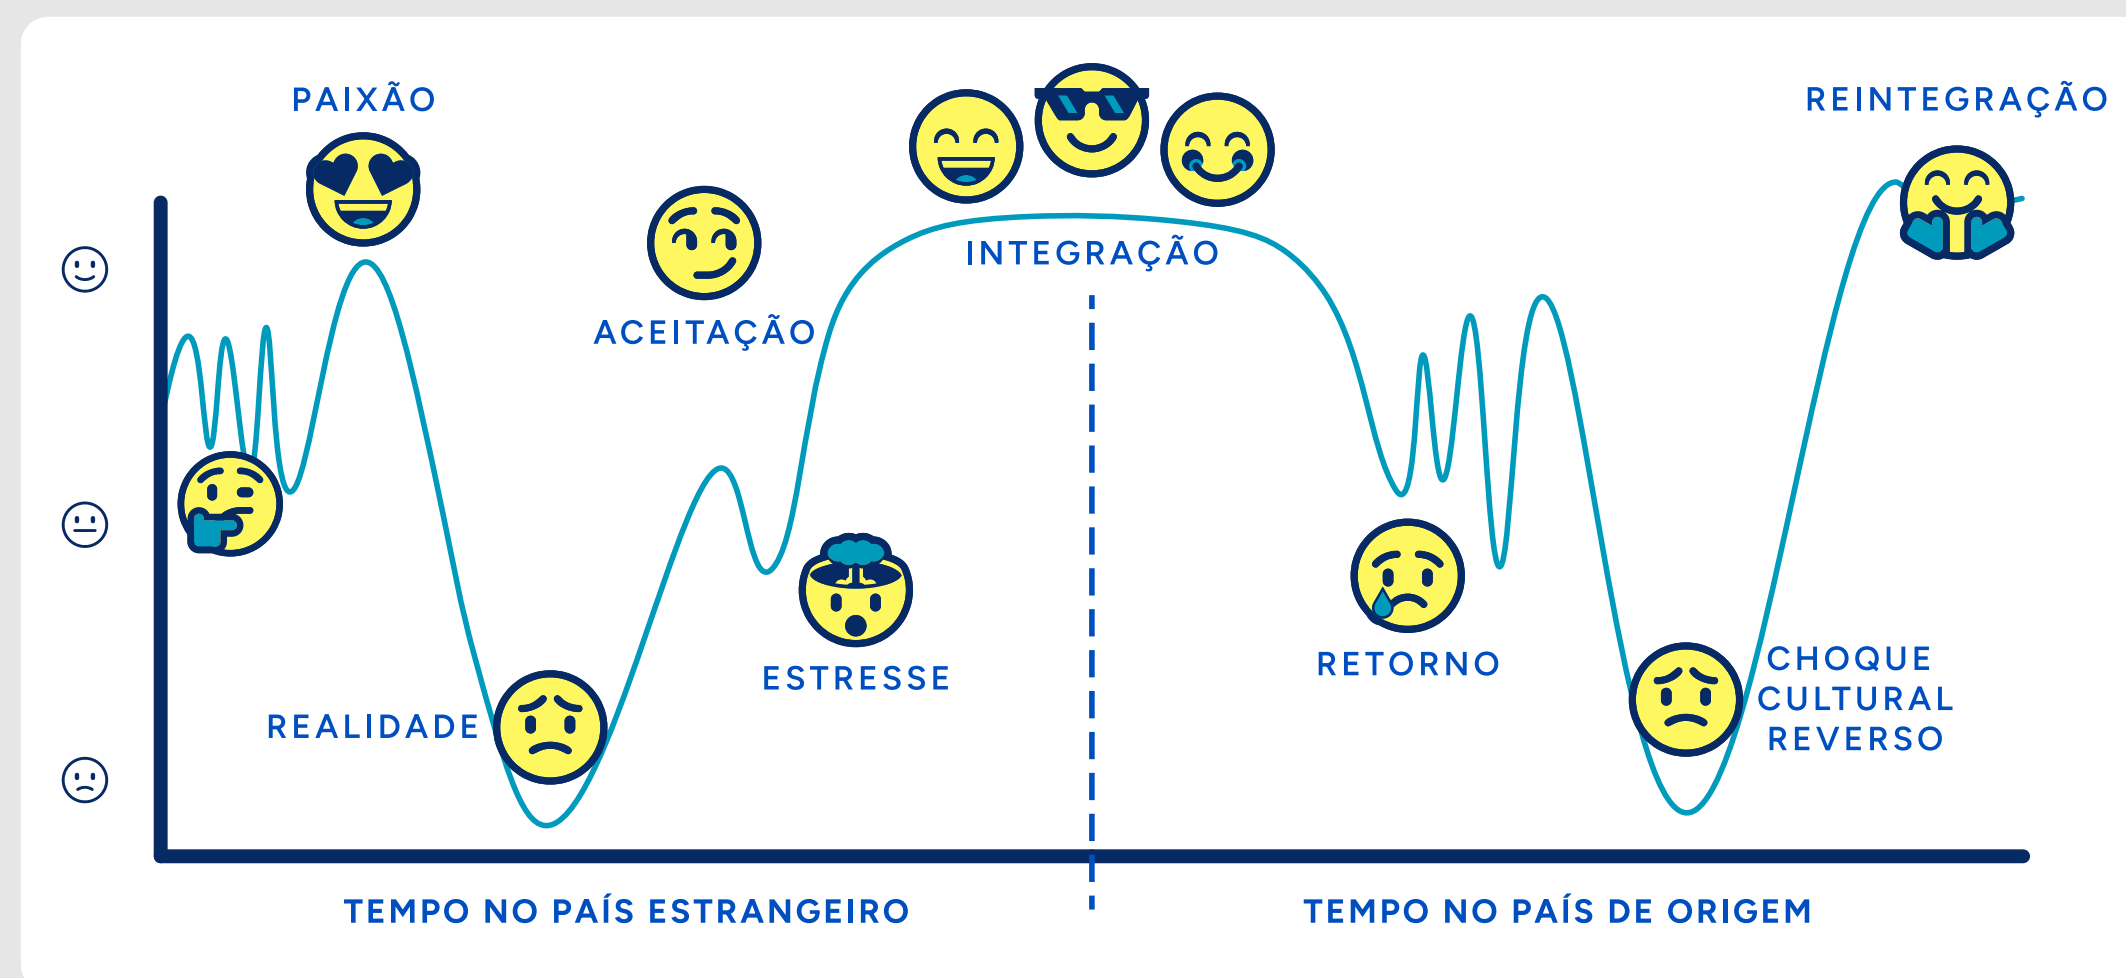 PAIXÃO
REINTEGRAÇÃO
INTEGRAÇÃO
ACEITAÇÃO
ESTRESSE
REALIDADE
RETORNO
CHOQUE
CULTURAL
REVERSO
TEMPO NO PAÍS ESTRANGEIRO
TEMPO NO PAÍS DE ORIGEM